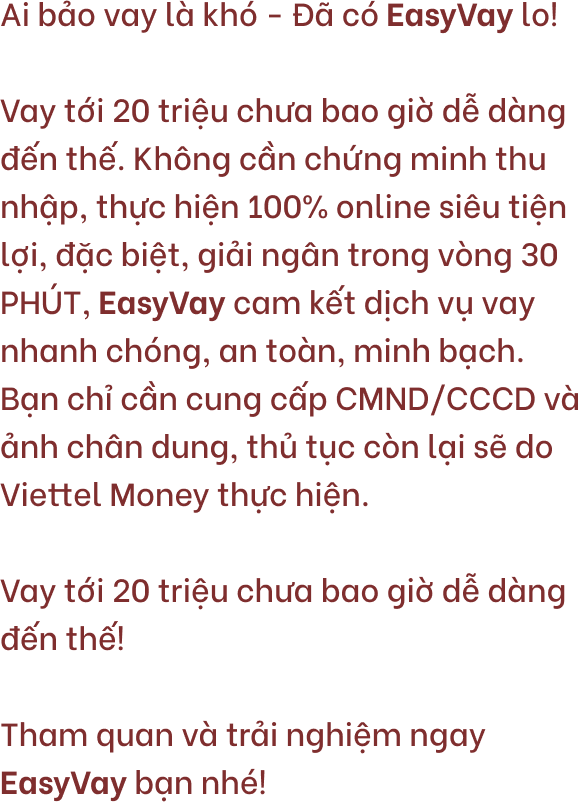 Ai bảo vay là khó - Đã có EasyVay lo!
Vay tới 20 triệu chưa bao giờ dễ dàng
đến thế. Không cần chứng minh thu
nhập, thực hiện 100% online siêu tiện
lợi, đặc biệt, giải ngân trong vòng 30
PHÚT, EasyVay cam kết dịch vụ vay
nhanh chóng, an toàn, minh bạch.
Bạn chỉ cần cung cấp CMND/CCCD và
ảnh chân dung, thủ tục còn lại sẽ do
Viettel Money thực hiện.
Vay tới 20 triệu chưa bao giờ dễ dàng
đến thế!
Tham quan và trải nghiệm ngay
EasyVay bạn nhé!